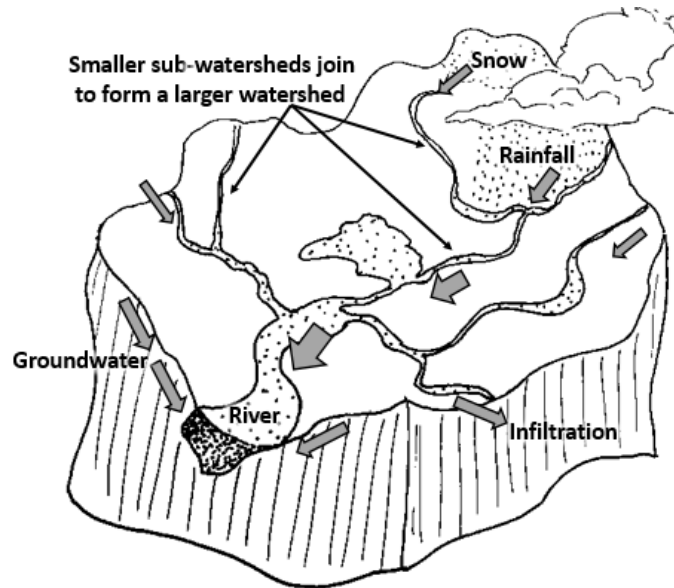 Smaller sub-watersheds join
to form a larger watershed
Snow
Rainfall
Groundwater
River
Infiltration